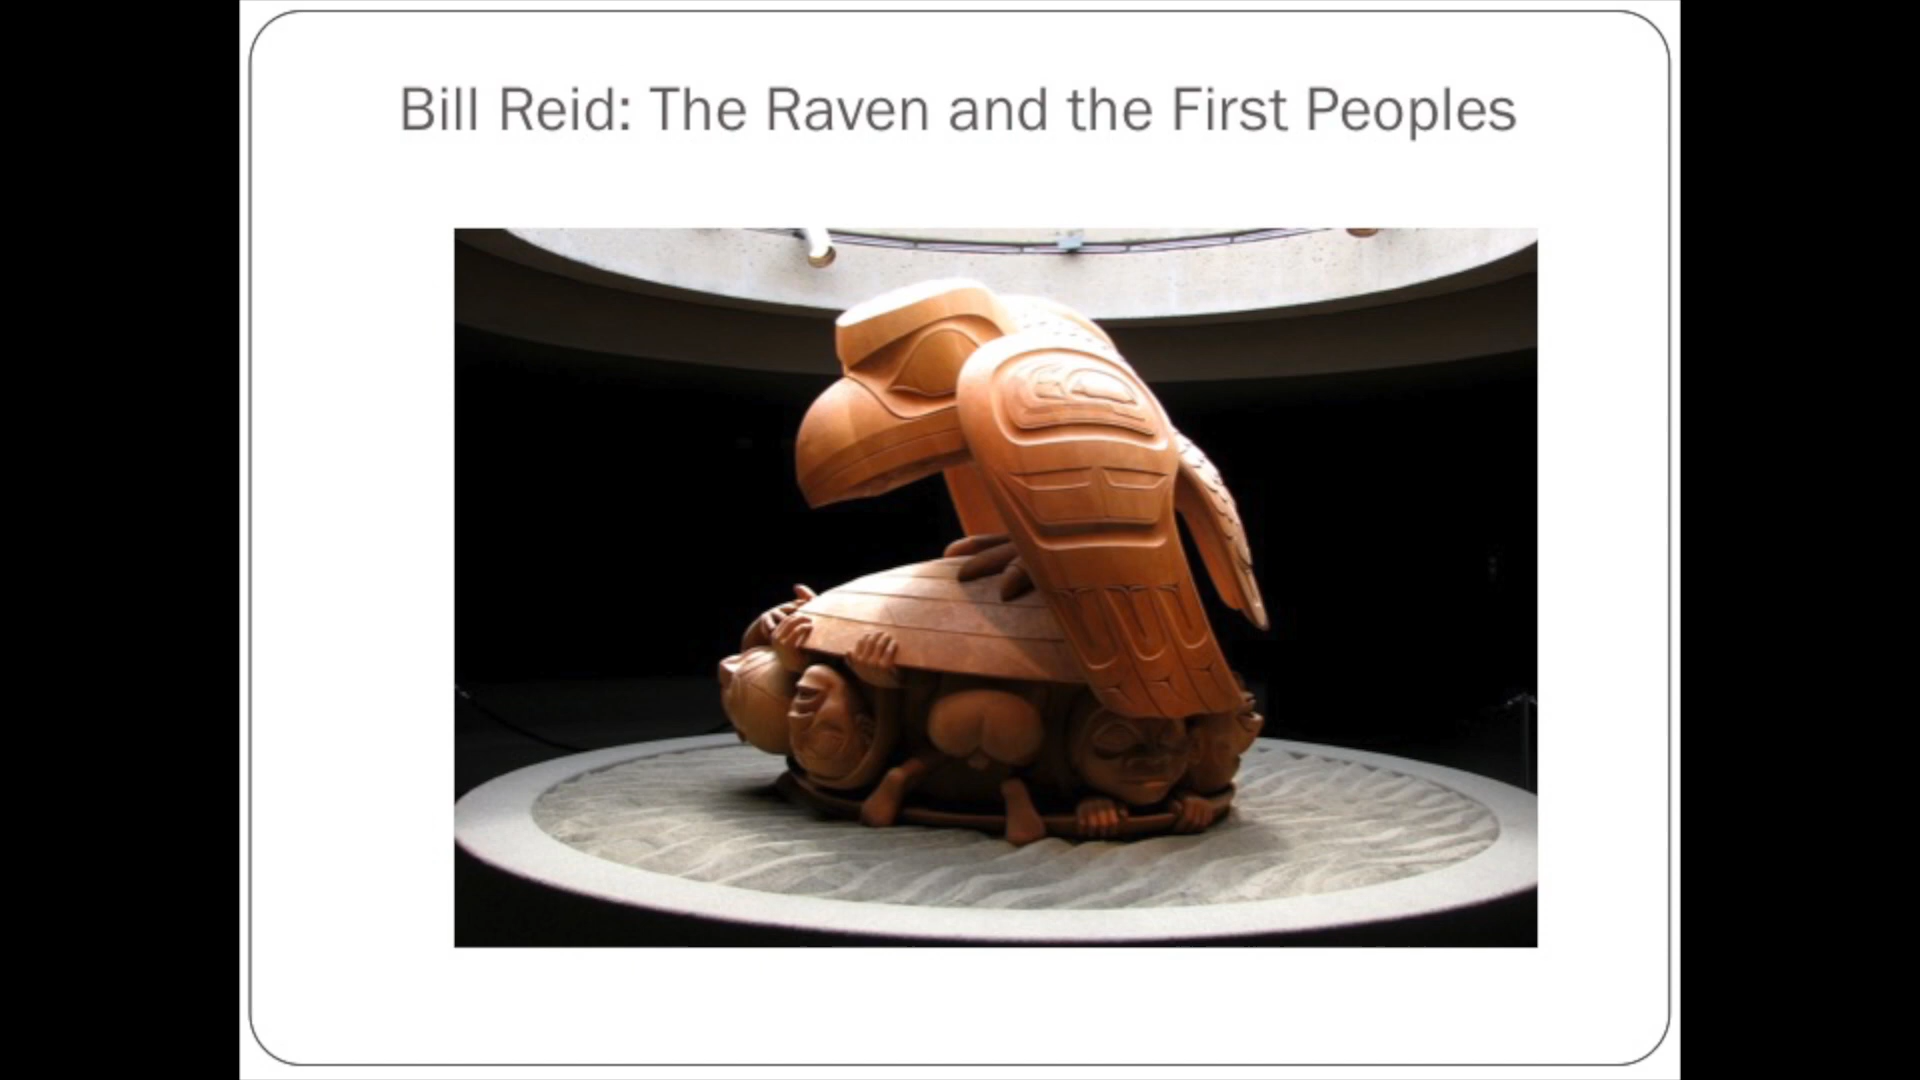 Bill Reid: The Raven and the First Peoples